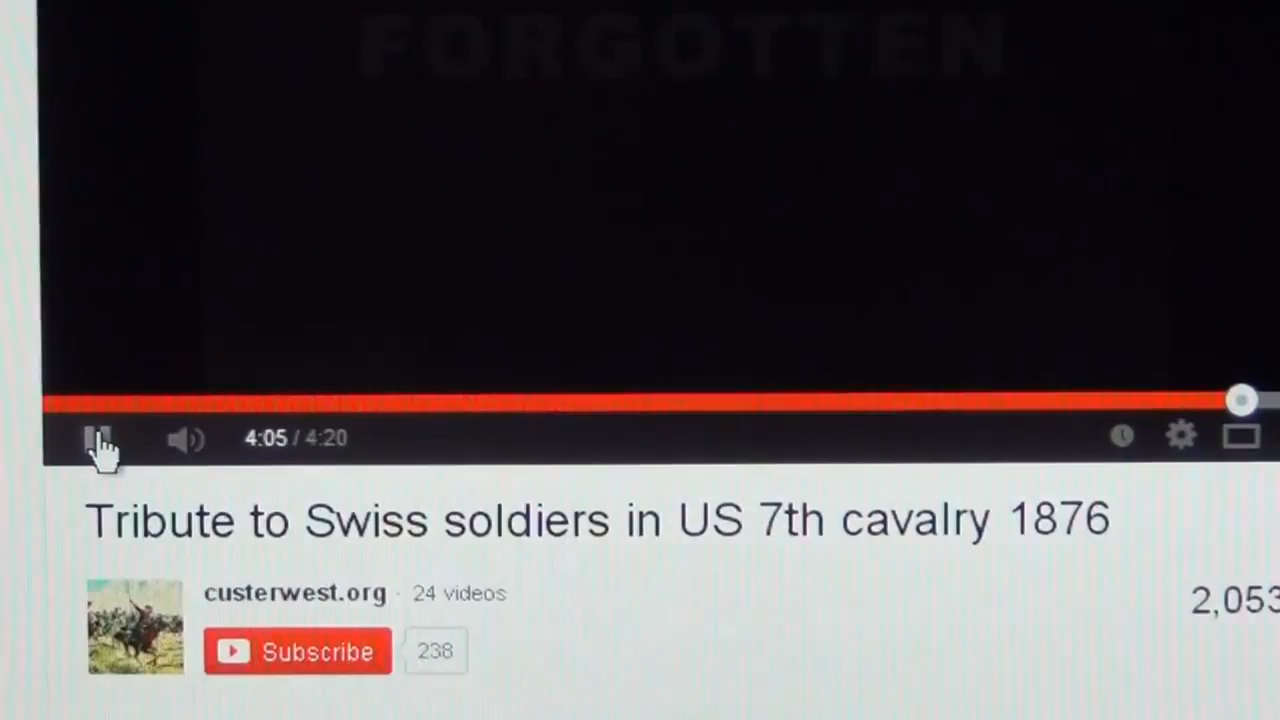 FORGOTTEN
4:05 / 4:20
Tribute to Swiss soldiers in US 7th cavalry 1876
custerwest.org · 24 videos
2,053
Subscribe 238